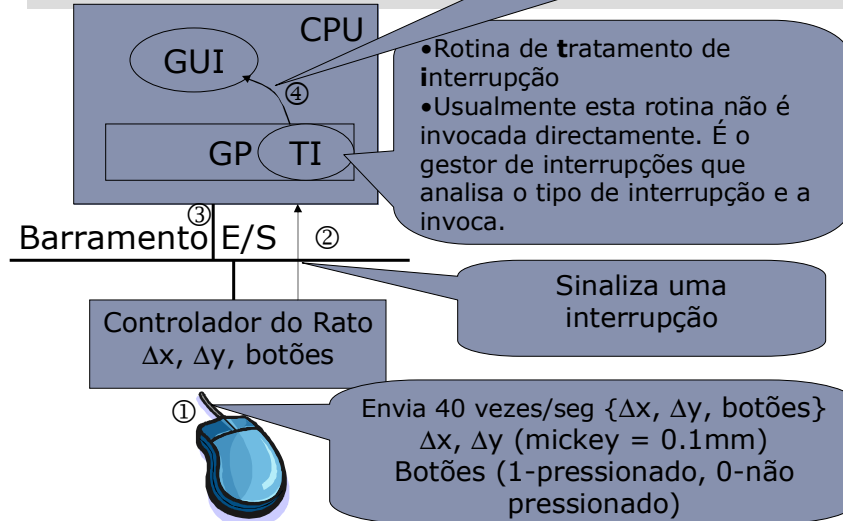 CPU
GUI
④
GP
TI
•Rotina de tratamento de
interrupção
•Usualmente esta rotina não é
invocada directamente. É o
gestor de interrupções que
analisa o tipo de interrupção e a
invoca.
③
Barramento E/S
②
Sinaliza uma
interrupção
Controlador do Rato
Δx, Δy, botões
①
Envia 40 vezes/seg {Δx, Δy, botões}
Δx, Δy (mickey = 0.1mm)
Botões (1-pressionado, 0-não
pressionado)